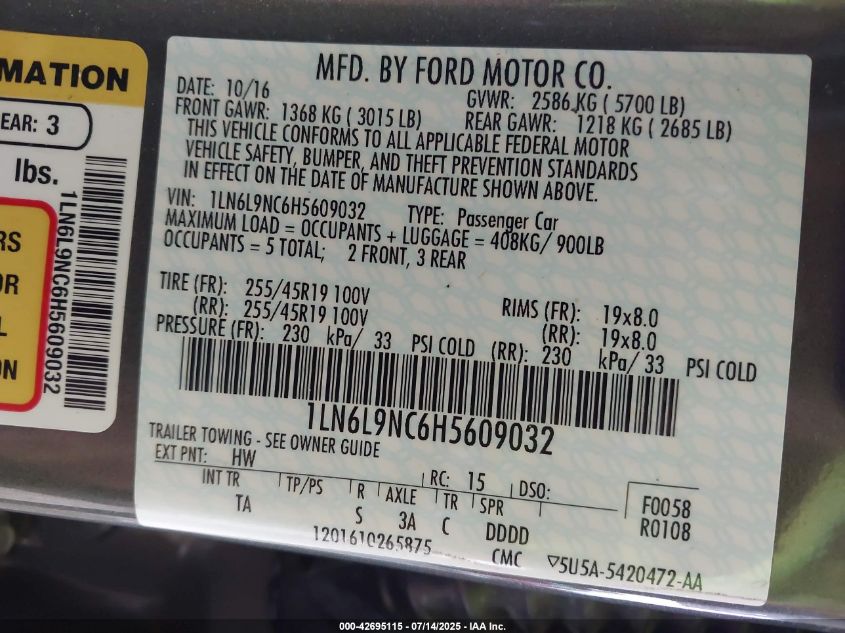 MATION
EAR: 3
lbs.
1LN6L9NC6H5609032
RS
OR
L
ON
MFD. BY FORD MOTOR CO.
DATE: 10/16 GVWR: 2586 KG ( 5700 LB)
FRONT GAWR: 1368 KG ( 3015 LB) REAR GAWR: 1218 KG ( 2685 LB)
THIS VEHICLE CONFORMS TO ALL APPLICABLE FEDERAL MOTOR
VEHICLE SAFETY, BUMPER, AND THEFT PREVENTION STANDARDS
IN EFFECT ON THE DATE OF MANUFACTURE SHOWN ABOVE.
VIN: 1LN6L9NC6H5609032 TYPE: Passenger Car
MAXIMUM LOAD = OCCUPANTS + LUGGAGE = 408KG/ 900LB
OCCUPANTS = 5 TOTAL; 2 FRONT, 3 REAR
TIRE (FR): 255/45R19 100V RIMS (FR): 19x8.0
(RR): 255/45R19 100V (RR): 19x8.0
PRESSURE (FR): 230 kPa/ 33 PSI COLD (RR): 230 kPa/ 33 PSI COLD
1LN6L9NC6H5609032
TRAILER TOWING - SEE OWNER GUIDE
EXT PNT: HW RC: 15 DSO: F0058
INT TR TP/PS R AXLE TR SPR R0108
TA S 3A C DDDD
1201610265875 CMC ▽5U5A-5420472-AA
000-42695115 - 07/14/2025 - IAA Inc.